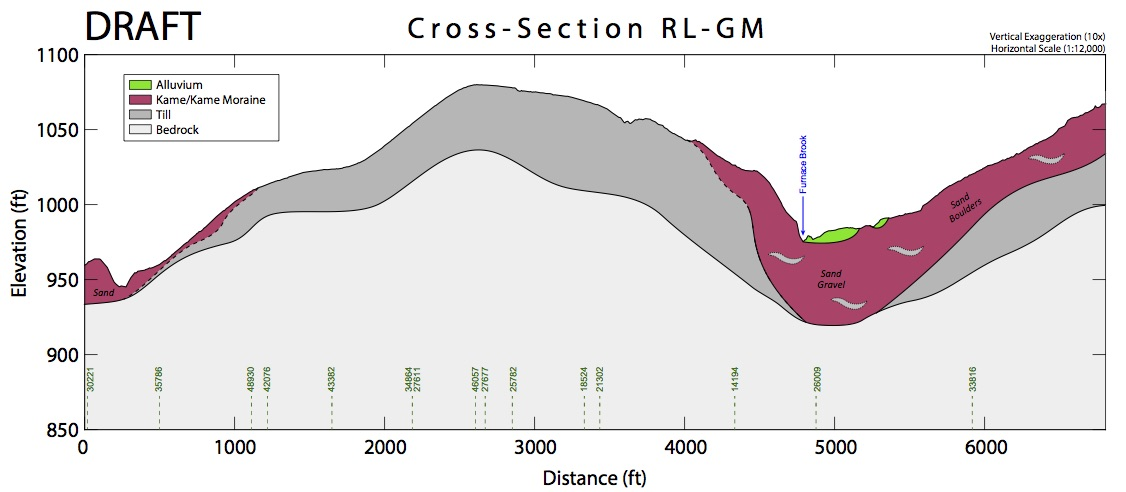 DRAFT
Cross-Section RL-GM
Vertical Exaggeration (10x)
Horizontal Scale (1:12,000)
1100
1050
1000
950
900
850
Elevation (ft)
Alluvium
Kame/Kame Moraine
Till
Bedrock
Furnace Brook
Sand
Boulders
Sand
Gravel
Sand
30221
35786
48930
42076
43382
34864
27611
46057
27677
25782
18524
21302
14194
26009
33816
0
1000
2000
3000
4000
5000
6000
Distance (ft)